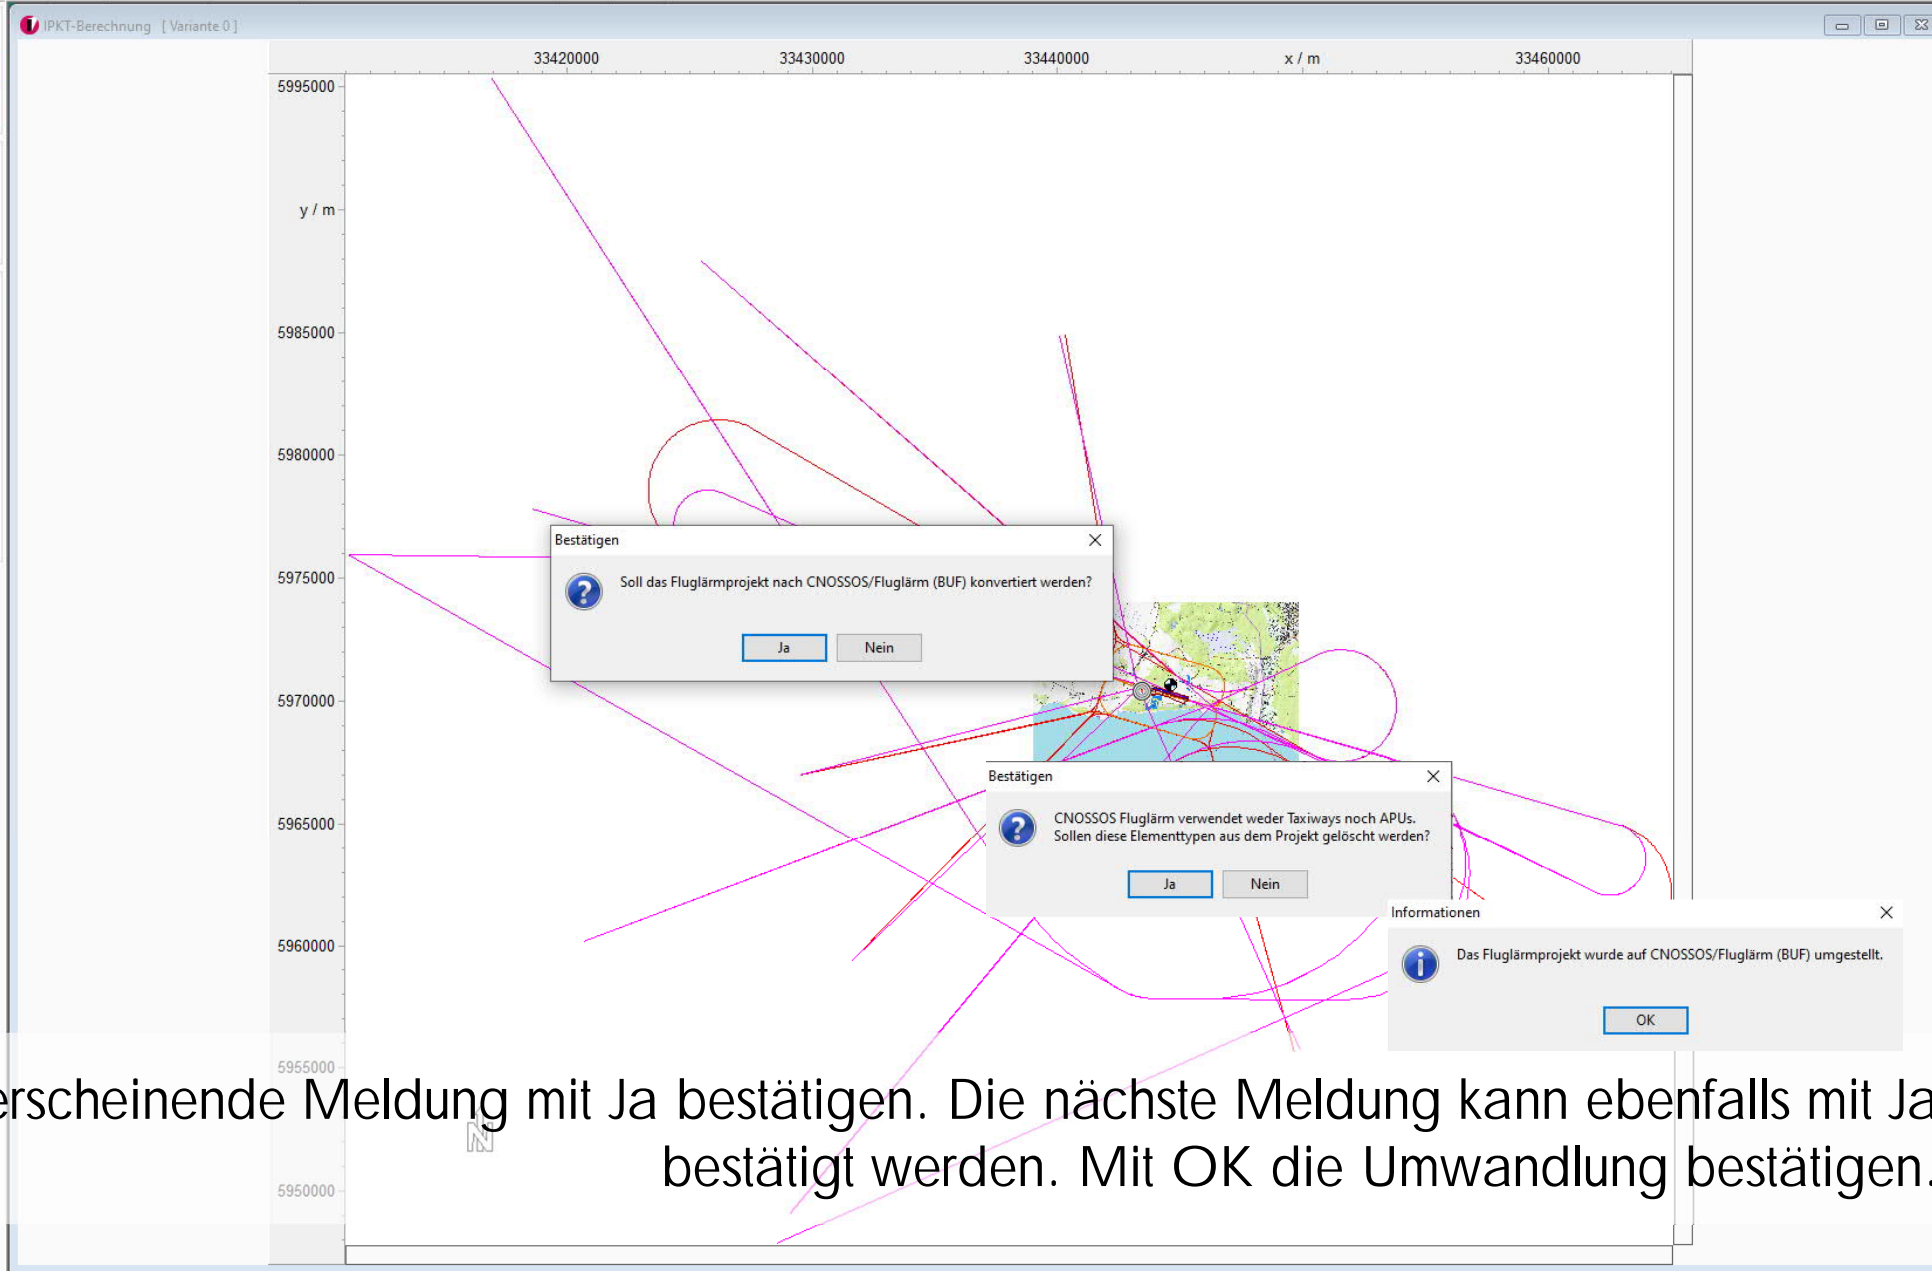 IPKT-Berechnung [ Variante 0 ]
33420000 33430000 33440000 x / m 33460000
5995000
y / m
5985000
5980000
5975000
5970000
5965000
5960000
5955000
5950000
Bestätigen
Soll das Fluglärmprojekt nach CNOSSOS/Fluglärm (BUF) konvertiert werden?
Ja Nein
Bestätigen
CNOSSOS Fluglärm verwendet weder Taxiways noch APUs.
Sollen diese Elementtypen aus dem Projekt gelöscht werden?
Ja Nein
Informationen
Das Fluglärmprojekt wurde auf CNOSSOS/Fluglärm (BUF) umgestellt.
OK
erscheinende Meldung mit Ja bestätigen. Die nächste Meldung kann ebenfalls mit Ja
bestätigt werden. Mit OK die Umwandlung bestätigen.
N